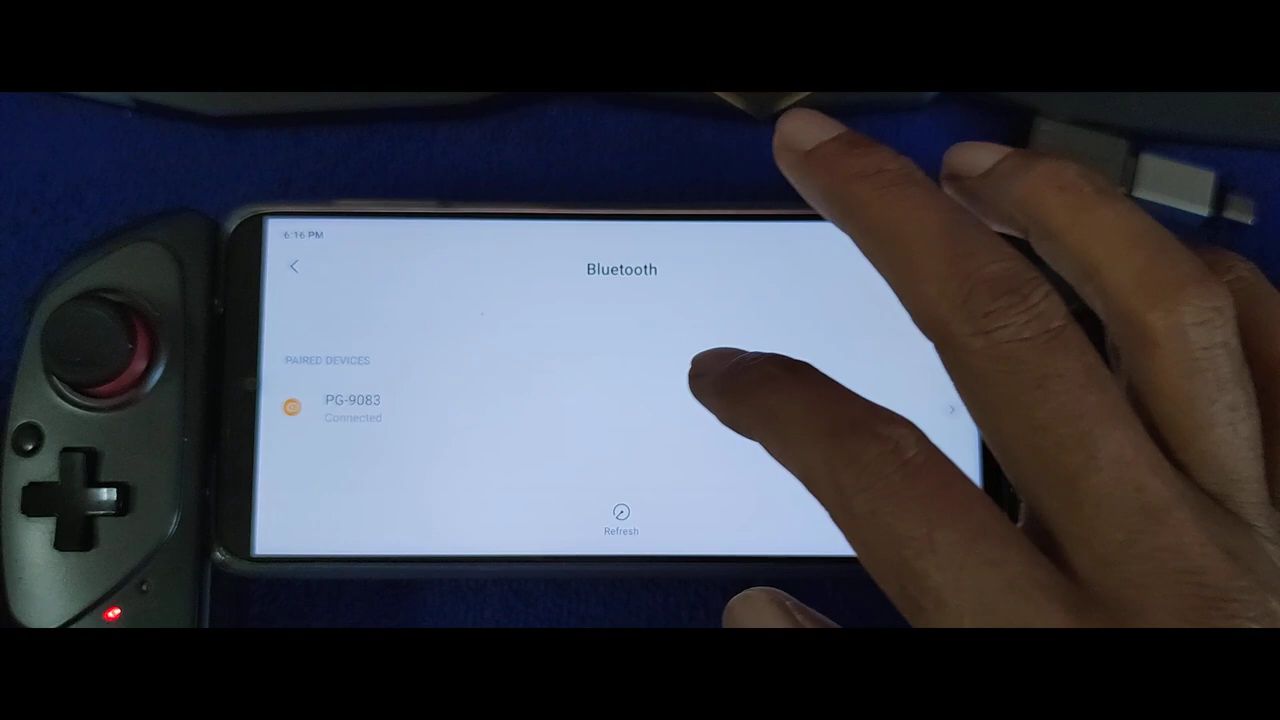 6:16 PM
Bluetooth
PAIRED DEVICES
PG-9083
Connected
Refresh